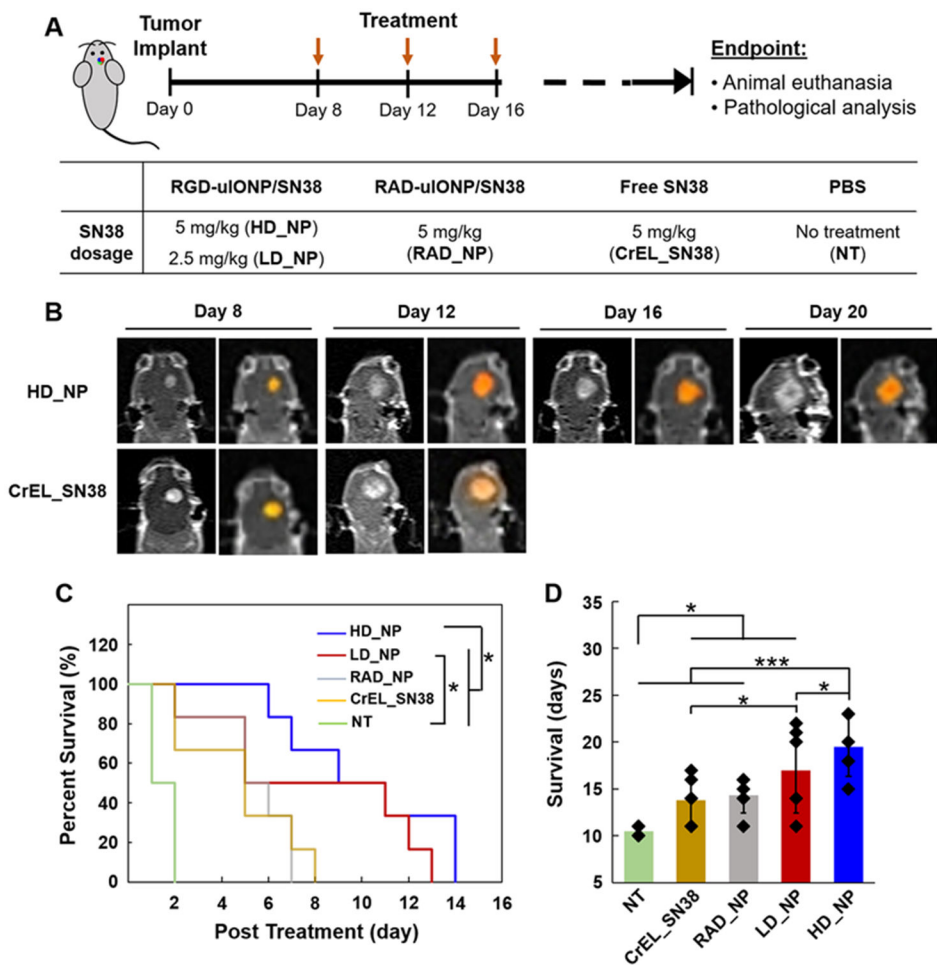 A
Tumor
Implant
Treatment
Day 0
Day 8
Day 12
Day 16
Endpoint:
• Animal euthanasia
• Pathological analysis
RGD-uIONP/SN38 RAD-uIONP/SN38 Free SN38 PBS
SN38
dosage
5 mg/kg (HD_NP)
2.5 mg/kg (LD_NP)
5 mg/kg
(RAD_NP)
5 mg/kg
(CrEL_SN38)
No treatment
(NT)
B
Day 8 Day 12 Day 16 Day 20
HD_NP
CrEL_SN38
C
Percent Survival (%)
120
100
80
60
40
20
0
2 4 6 8 10 12 14 16
Post Treatment (day)
HD_NP
LD_NP
RAD_NP
CrEL_SN38
NT
*
*
D
Survival (days)
35
30
25
20
15
10
5
*
***
*
*
NT
CrEL_SN38
RAD_NP
LD_NP
HD_NP